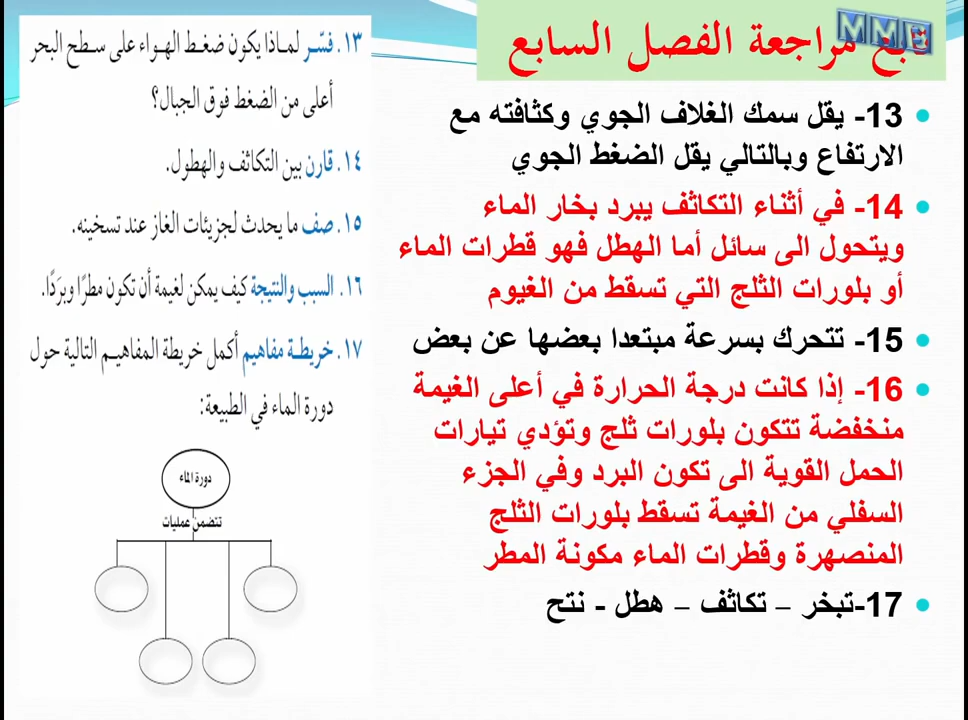 تابع مراجعة الفصل السابع
MMB
13- يقل سمك الغلاف الجوي وكثافته مع
الارتفاع وبالتالي يقل الضغط الجوي
14- في أثناء التكاثف يبرد بخار الماء
ويتحول الى سائل أما الهطل فهو قطرات الماء
أو بلورات الثلج التي تسقط من الغيوم
15- تتحرك بسرعة مبتعدا بعضها عن بعض
16- إذا كانت درجة الحرارة في أعلى الغيمة
منخفضة تتكون بلورات ثلج وتؤدي تيارات
الحمل القوية الى تكون البرد وفي الجزء
السفلي من الغيمة تسقط بلورات الثلج
المنصهرة وقطرات الماء مكونة المطر
17-تبخر – تكاثف – هطل - نتح
١٣. فسّر لماذا يكون ضغط الهواء على سطح البحر
أعلى من الضغط فوق الجبال؟
١٤. قارن بين التكاثف والهطول.
١٥. صف ما يحدث لجزيئات الغاز عند تسخينه.
١٦. السبب والنتيجة كيف يمكن لغيمة أن تكون مطرًا وبرَدًا.
١٧. خريطة مفاهيم أكمل خريطة المفاهيم التالية حول
دورة الماء في الطبيعة:
دورة الماء
تتضمن عمليات